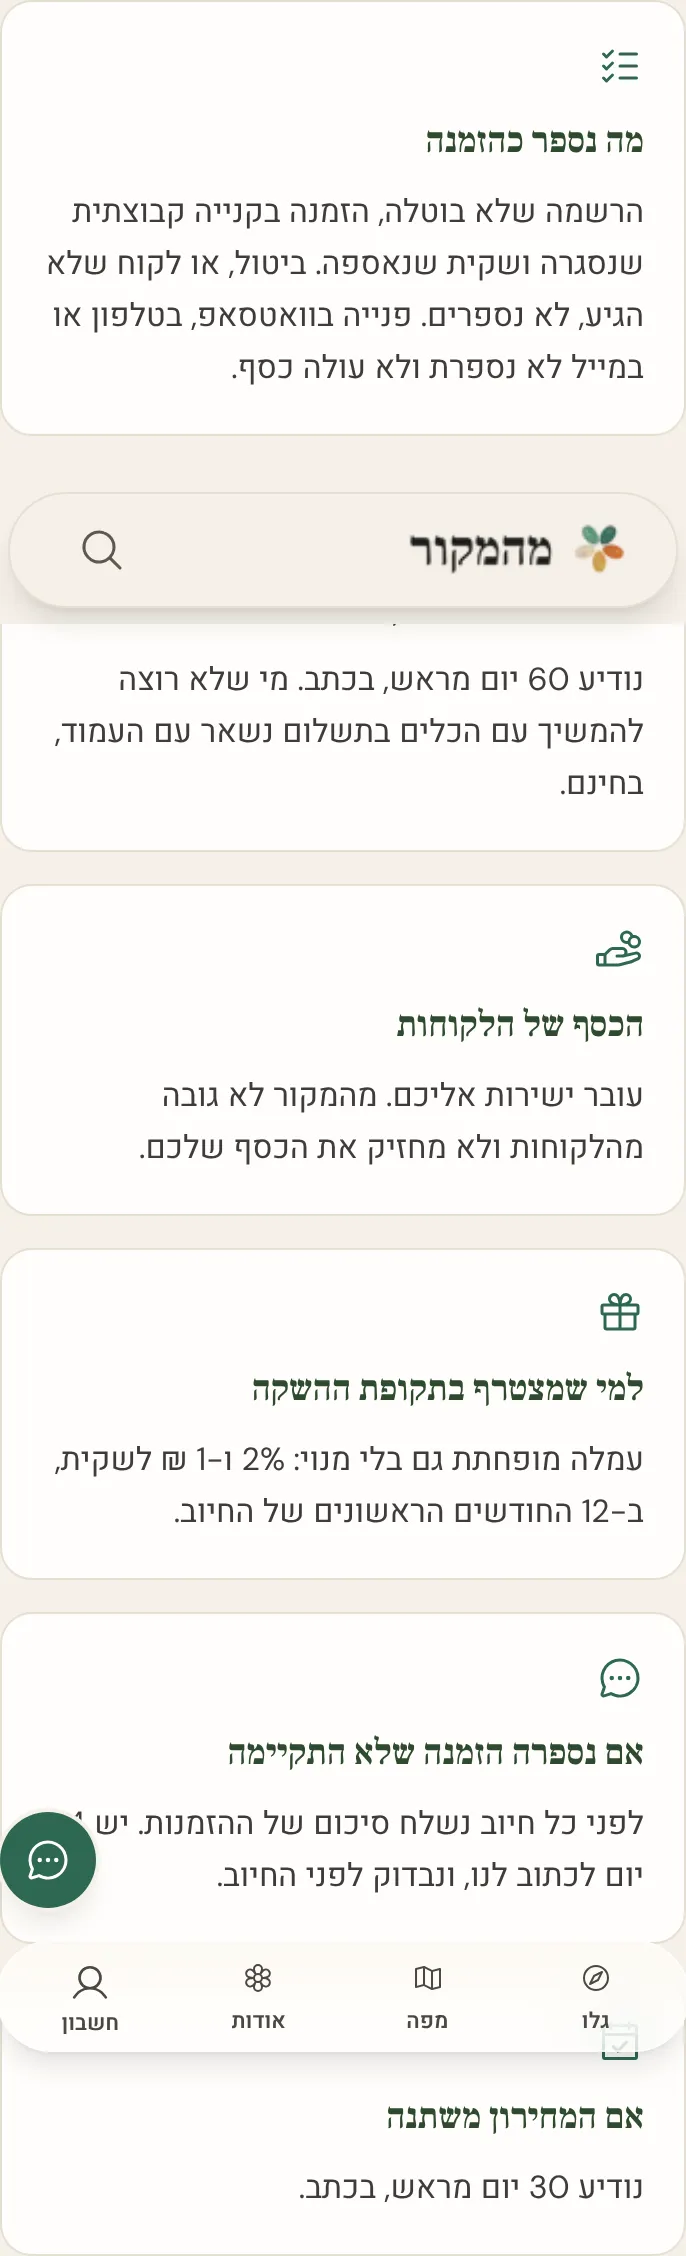 מה נספר כהזמנה
הרשמה שלא בוטלה, הזמנה בקנייה קבוצתית
שנסגרה ושקית שנאספה. ביטול, או לקוח שלא
הגיע, לא נספרים. פנייה בוואטסאפ, בטלפון או
במייל לא נספרת ולא עולה כסף.
מהמקור
נודיע 60 יום מראש, בכתב. מי שלא רוצה
להמשיך עם הכלים בתשלום נשאר עם העמוד,
בחינם.
הכסף של הלקוחות
עובר ישירות אליכם. מהמקור לא גובה
מהלקוחות ולא מחזיק את הכסף שלכם.
למי שמצטרף בתקופת ההשקה
עמלה מופחתת גם בלי מנוי: 2% ו-1 ₪ לשקית,
ב-12 החודשים הראשונים של החיוב.
אם נספרה הזמנה שלא התקיימה
לפני כל חיוב נשלח סיכום של ההזמנות. יש
יום לכתוב לנו, ונבדוק לפני החיוב.
גלו
מפה
אודות
חשבון
אם המחירון משתנה
נודיע 30 יום מראש, בכתב.